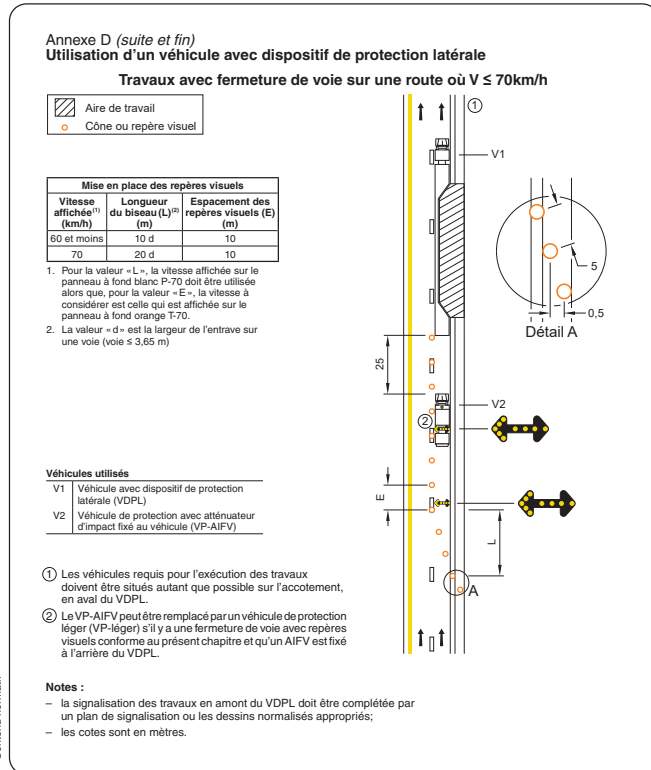 Annexe D (suite et fin)
Utilisation d'un véhicule avec dispositif de protection latérale
Travaux avec fermeture de voie sur une route où V ≤ 70km/h
Aire de travail
Cône ou repère visuel
Mise en place des repères visuels
Vitesse affichée(1) (km/h)
Longueur du biseau (L)(2) (m)
Espacement des repères visuels (E) (m)
60 et moins 10 d 10
70 20 d 10
1. Pour la valeur « L », la vitesse affichée sur le
panneau à fond blanc P-70 doit être utilisée
alors que, pour la valeur « E », la vitesse à
considérer est celle qui est affichée sur le
panneau à fond orange T-70.
2. La valeur « d » est la largeur de l'entrave sur
une voie (voie ≤ 3,65 m)
1
V1
5
0,5
Détail A
25
V2
2
E
L
A
Véhicules utilisés
V1 Véhicule avec dispositif de protection
latérale (VDPL)
V2 Véhicule de protection avec atténuateur
d'impact fixé au véhicule (VP-AIFV)
1 Les véhicules requis pour l'exécution des travaux
doivent être situés autant que possible sur l'accotement,
en aval du VDPL.
2 Le VP-AIFV peut être remplacé par un véhicule de protection
léger (VP-léger) s'il y a une fermeture de voie avec repères
visuels conforme au présent chapitre et qu'un AIFV est fixé
à l'arrière du VDPL.
Notes :
– la signalisation des travaux en amont du VDPL doit être complétée par
un plan de signalisation ou les dessins normalisés appropriés;
– les cotes sont en mètres.